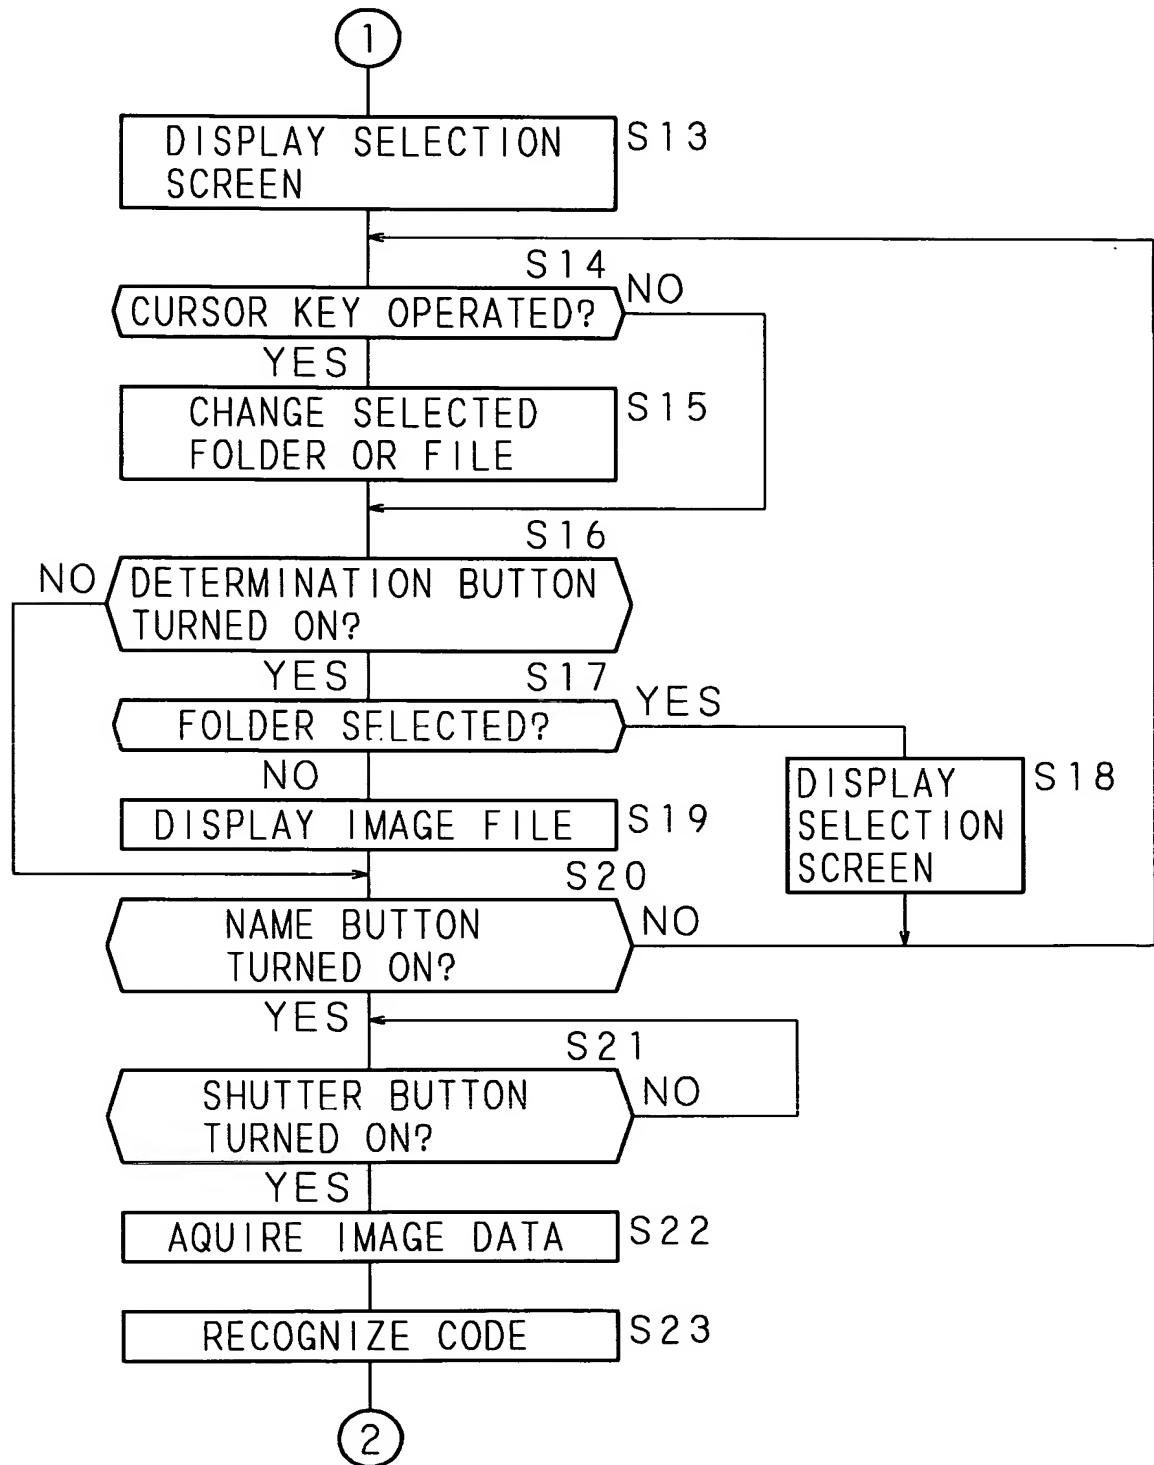 1
DISPLAY SELECTION
SCREEN
S13
S14
CURSOR KEY OPERATED?
NO
YES
CHANGE SELECTED
FOLDER OR FILE
S15
S16
NO
DETERMINATION BUTTON
TURNED ON?
YES
S17
FOLDER SELECTED?
YES
NO
DISPLAY
SELECTION
SCREEN
S18
DISPLAY IMAGE FILE
S19
S20
NAME BUTTON
TURNED ON?
NO
YES
S21
SHUTTER BUTTON
TURNED ON?
NO
YES
AQUIRE IMAGE DATA
S22
RECOGNIZE CODE
S23
2